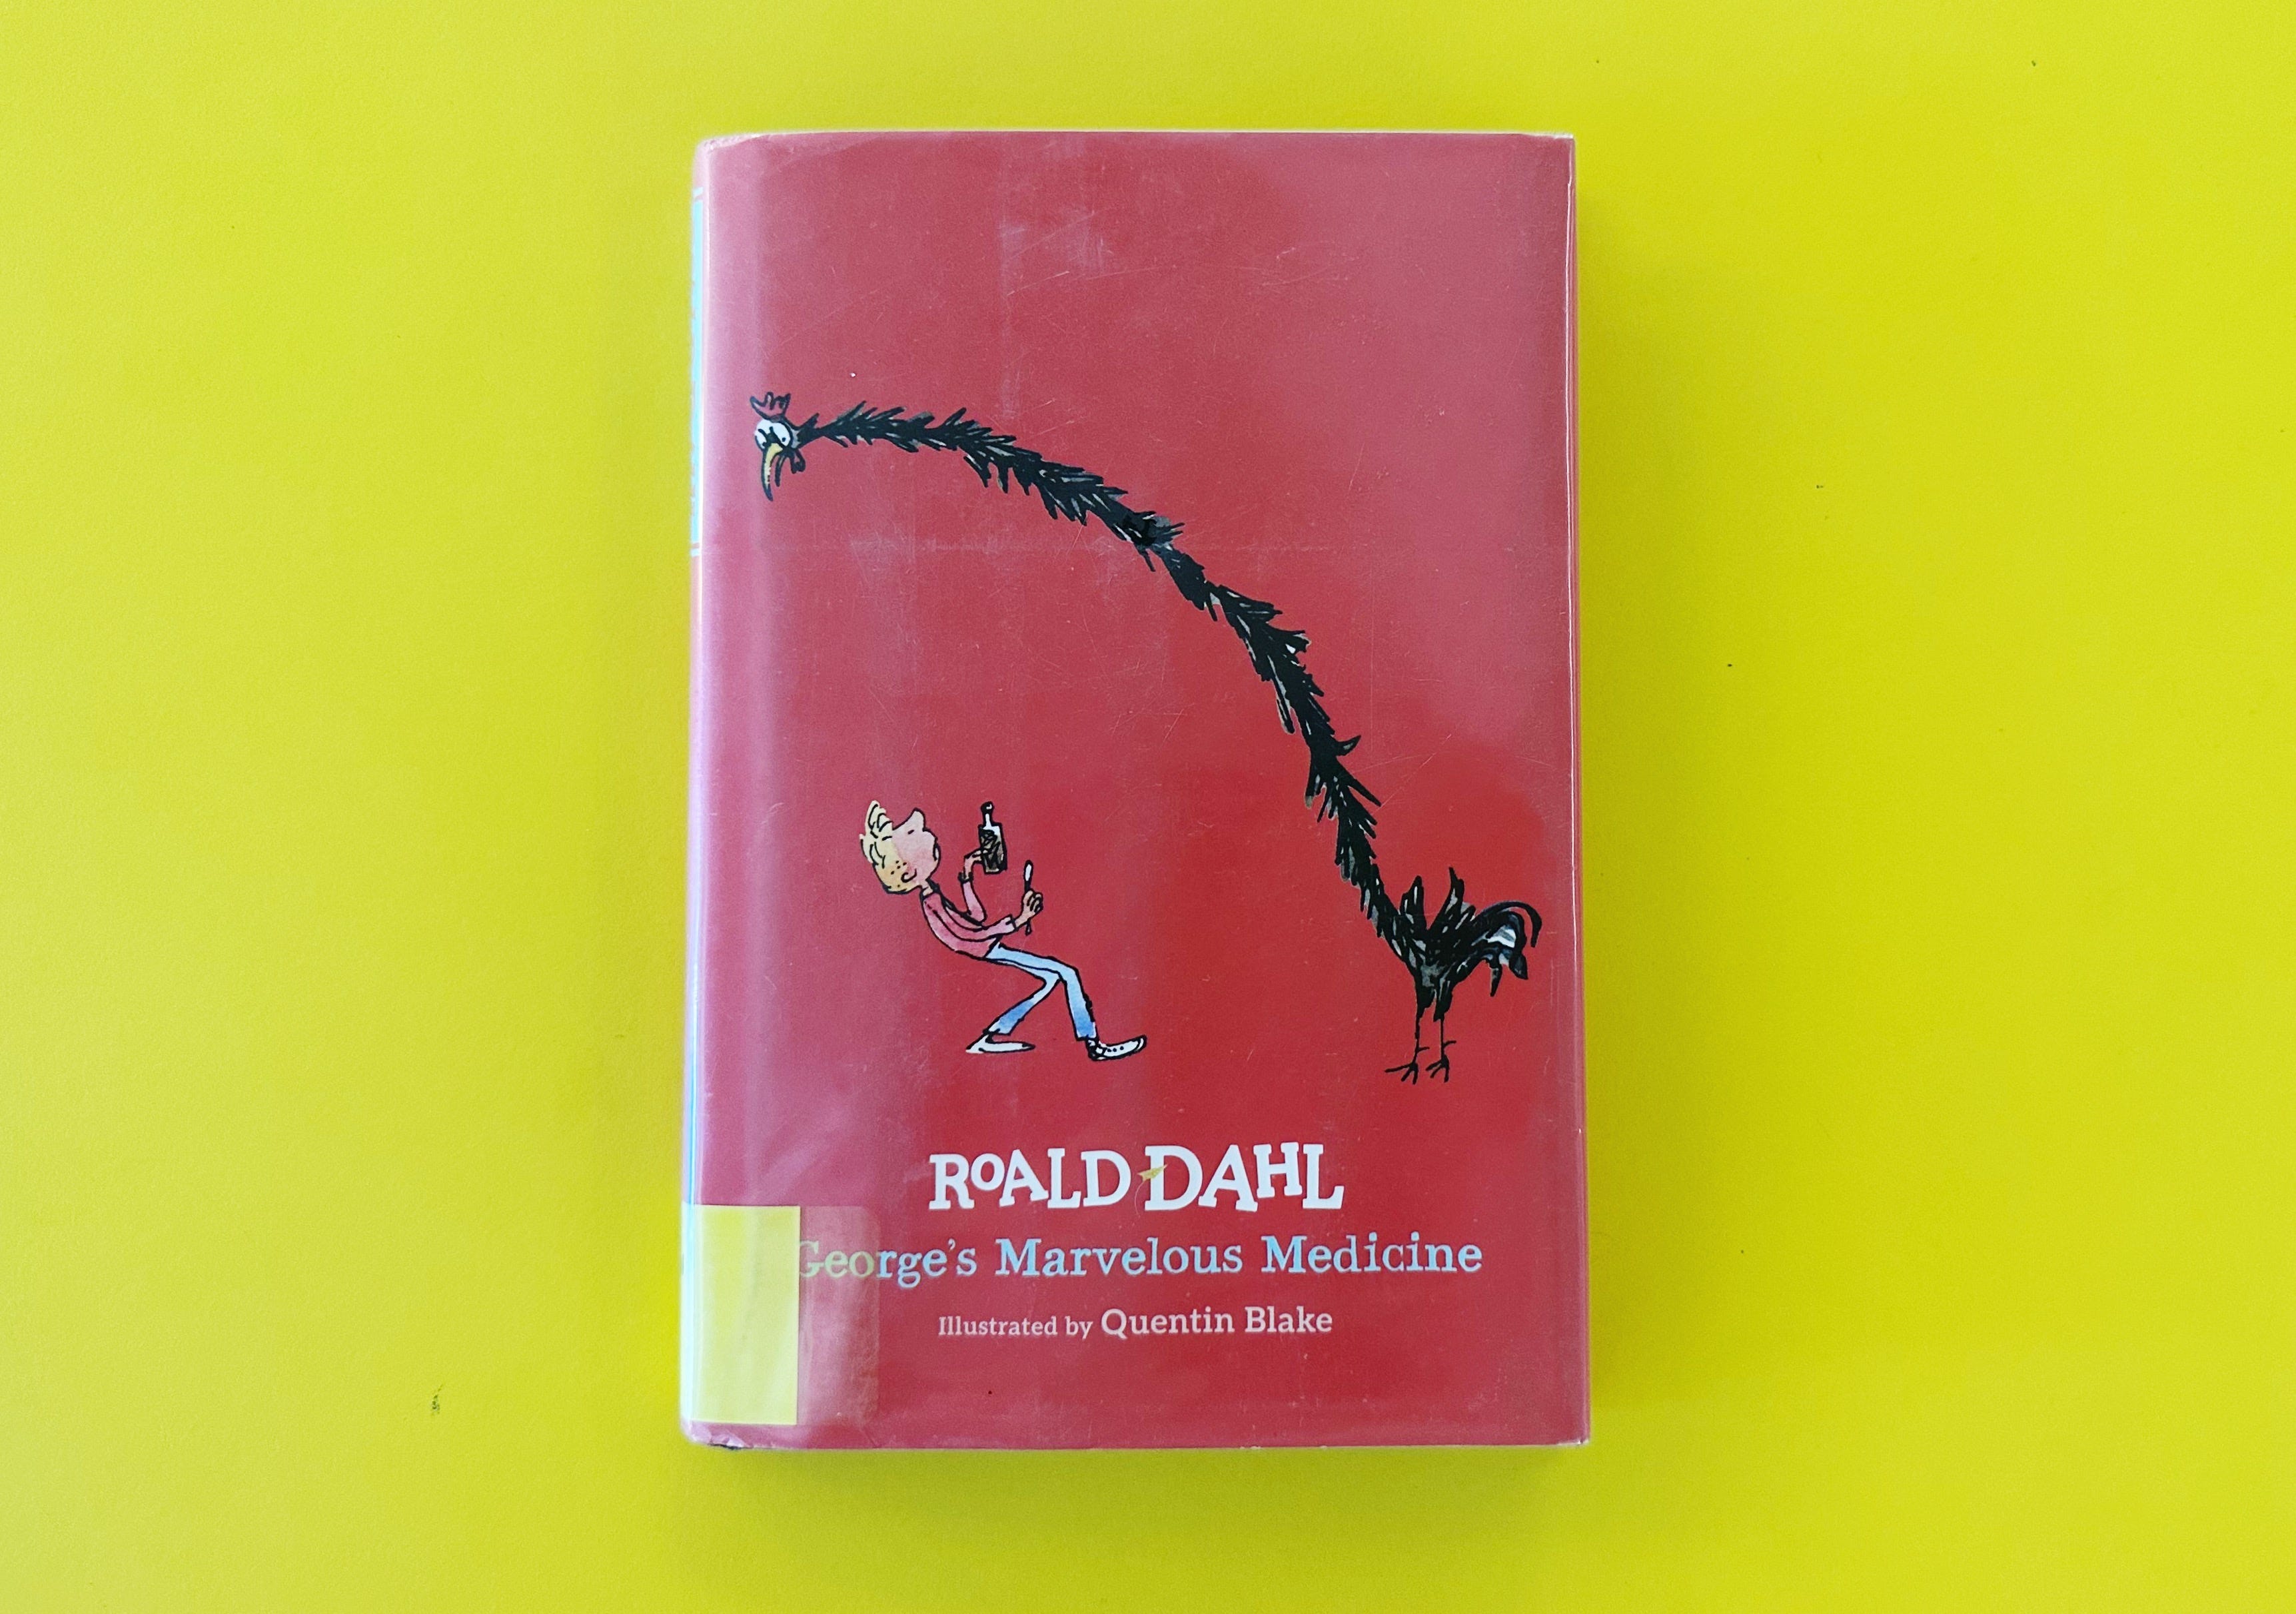 ROALD DAHL
George's Marvelous Medicine
Illustrated by Quentin Blake